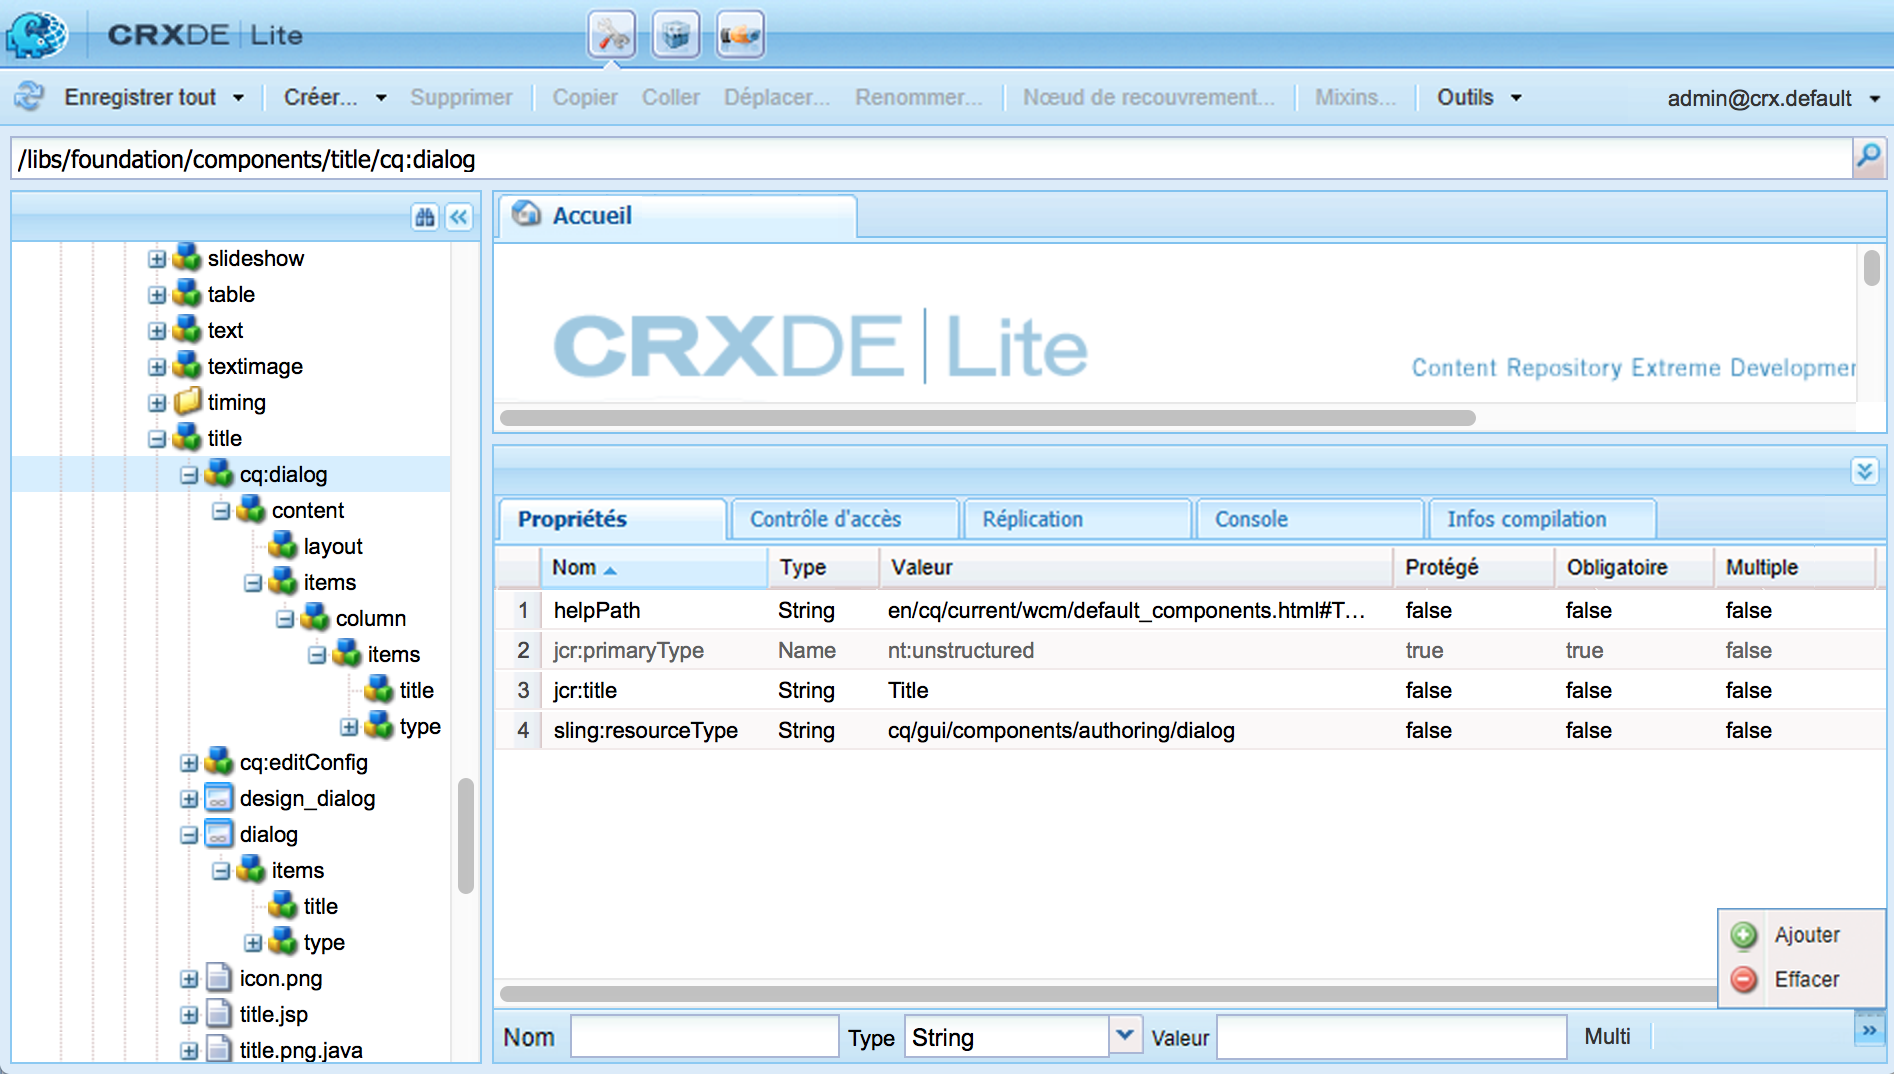 CRXDE | Lite
Enregistrer tout Créer... Supprimer Copier Coller Déplacer... Renommer... Nœud de recouvrement... Mixins... Outils admin@crx.default
/libs/foundation/components/title/cq:dialog
slideshow
table
text
textimage
timing
title
cq:dialog
content
layout
items
column
items
title
type
cq:editConfig
design_dialog
dialog
items
title
type
icon.png
title.jsp
title.png.java
Accueil
CRXDE | Lite
Content Repository Extreme Developmen
Propriétés Contrôle d'accès Réplication Console Infos compilation
Nom Type Valeur Protégé Obligatoire Multiple
1 helpPath String en/cq/current/wcm/default_components.html#T... false false false
2 jcr:primaryType Name nt:unstructured true true false
3 jcr:title String Title false false false
4 sling:resourceType String cq/gui/components/authoring/dialog false false false
Ajouter
Effacer
Nom Type String Valeur Multi